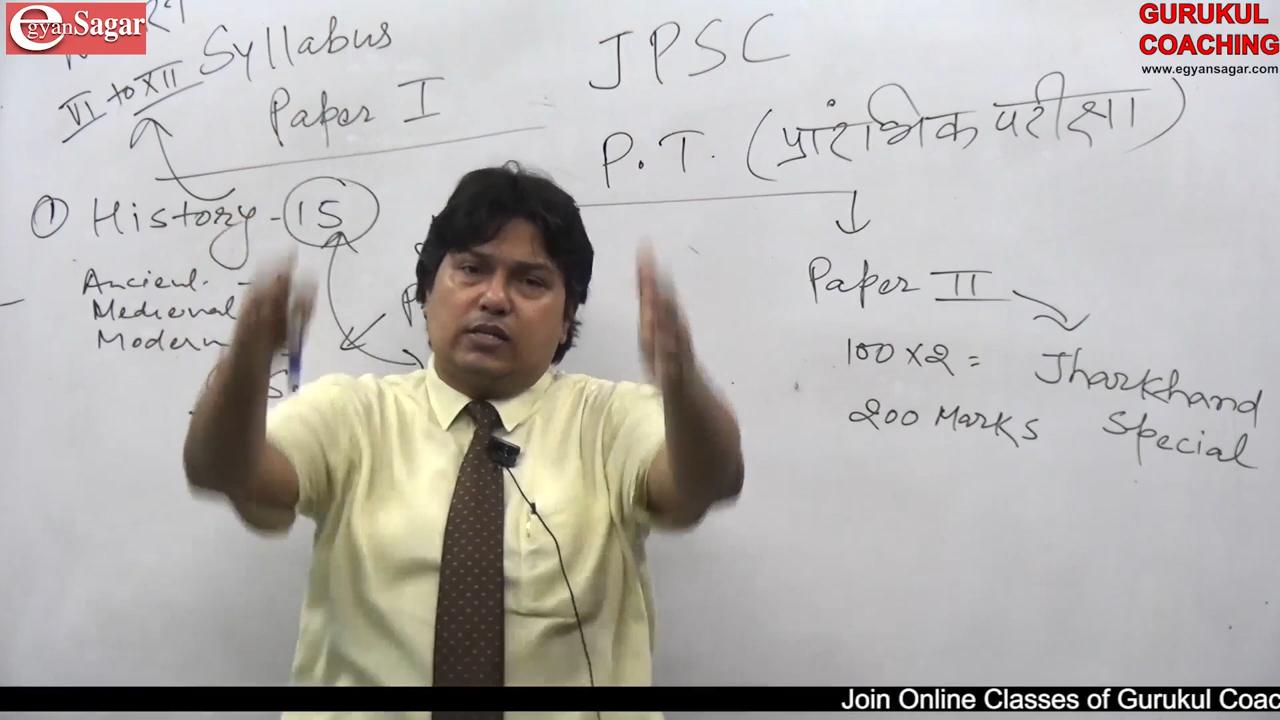 egyanSagar
GURUKUL
COACHING
www.egyansagar.com
Syllabus
VI to XII
Paper I
① History - 15
Ancient -
Medieval
Modern
JPSC
P.T. (प्रारंभिक परीक्षा)
Paper II
100 x 2 =
200 Marks
Jharkhand
Special
Join Online Classes of Gurukul Coac